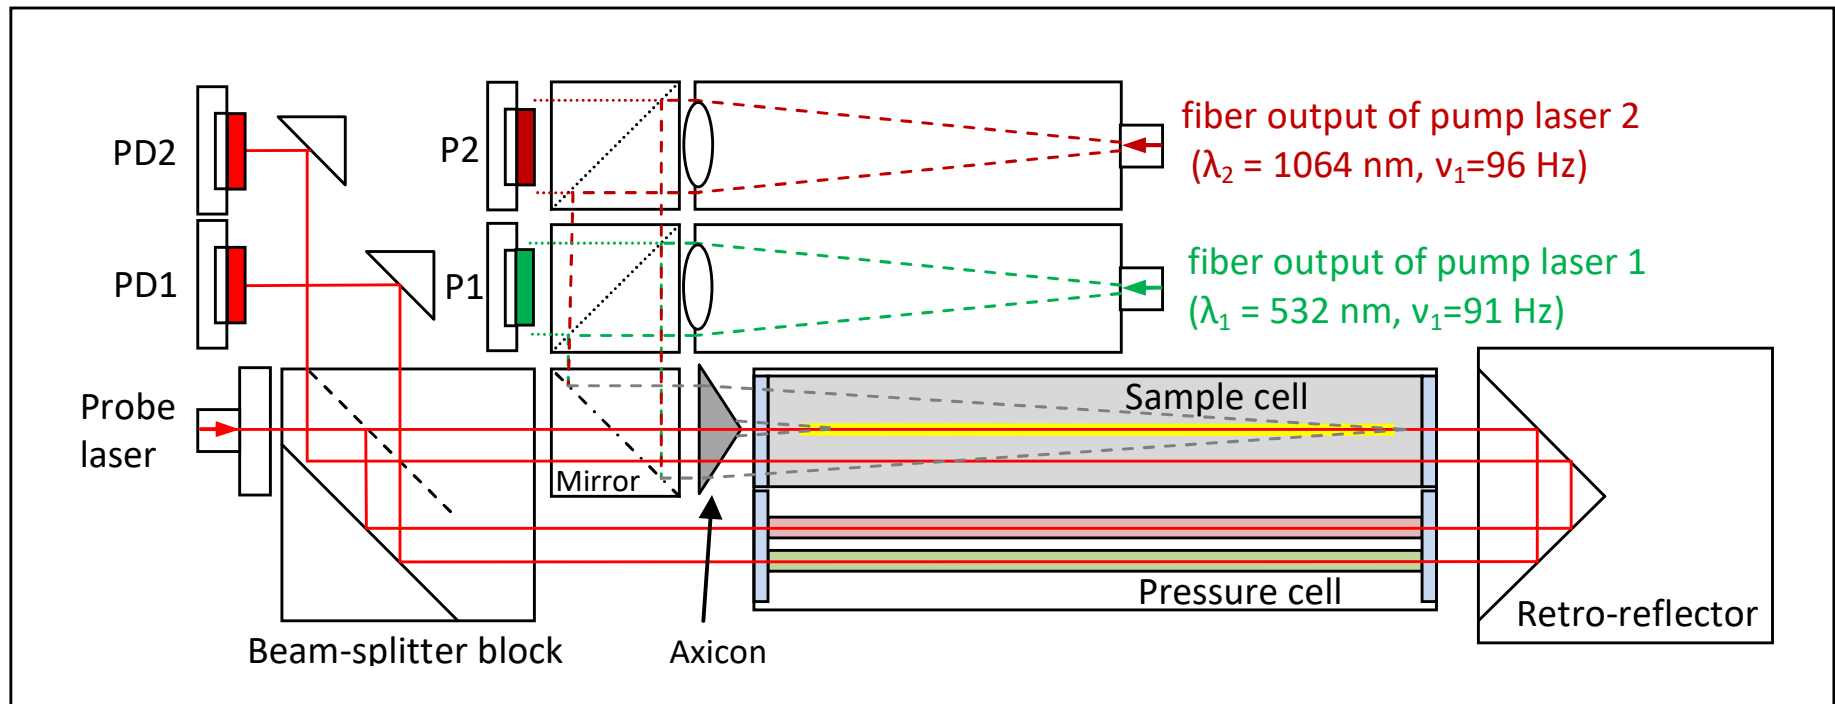 PD2
P2
fiber output of pump laser 2
(λ₂ = 1064 nm, ν₁=96 Hz)
PD1
P1
fiber output of pump laser 1
(λ₁ = 532 nm, ν₁=91 Hz)
Probe
laser
Sample cell
Mirror
Pressure cell
Retro-reflector
Beam-splitter block
Axicon